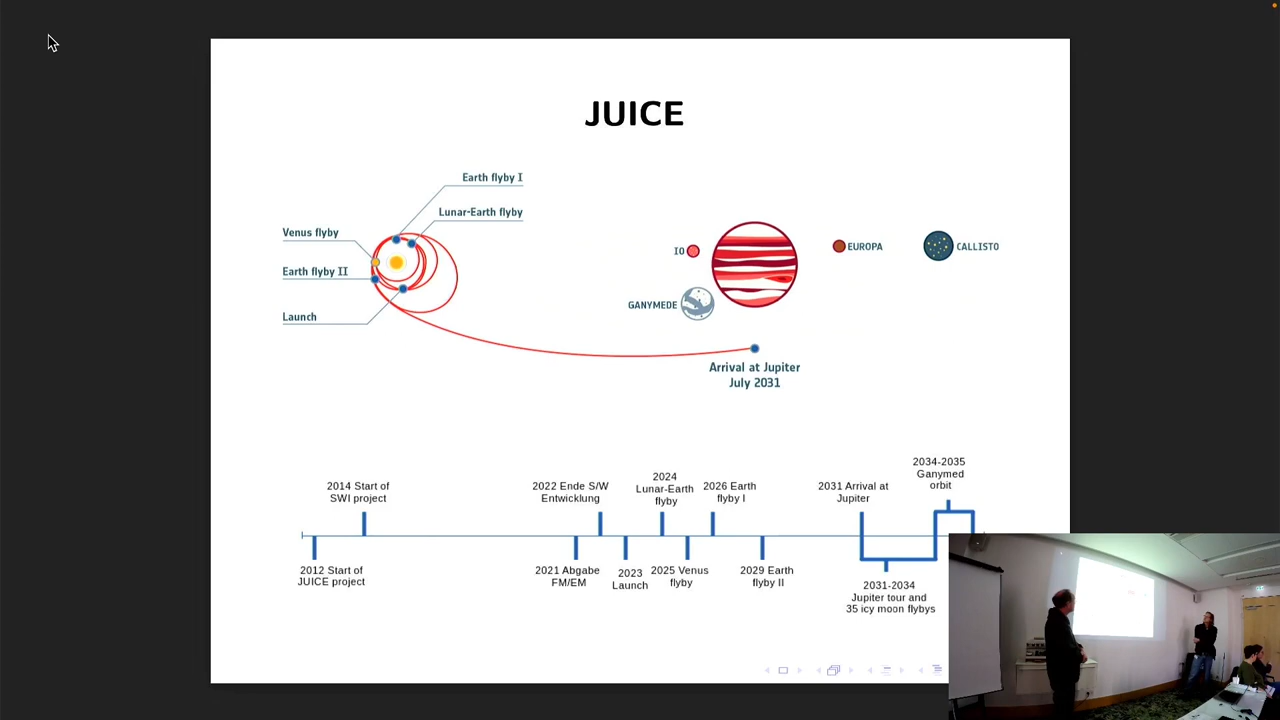 JUICE
Earth flyby I
Lunar-Earth flyby
Venus flyby
Earth flyby II
Launch
IO
EUROPA
CALLISTO
GANYMEDE
Arrival at Jupiter
July 2031
2014 Start of
SWI project
2022 Ende S/W
Entwicklung
2024
Lunar-Earth
flyby
2026 Earth
flyby I
2031 Arrival at
Jupiter
2034-2035
Ganymed
orbit
2012 Start of
JUICE project
2021 Abgabe
FM/EM
2023
Launch
2025 Venus
flyby
2029 Earth
flyby II
2031-2034
Jupiter tour and
35 icy moon flybys